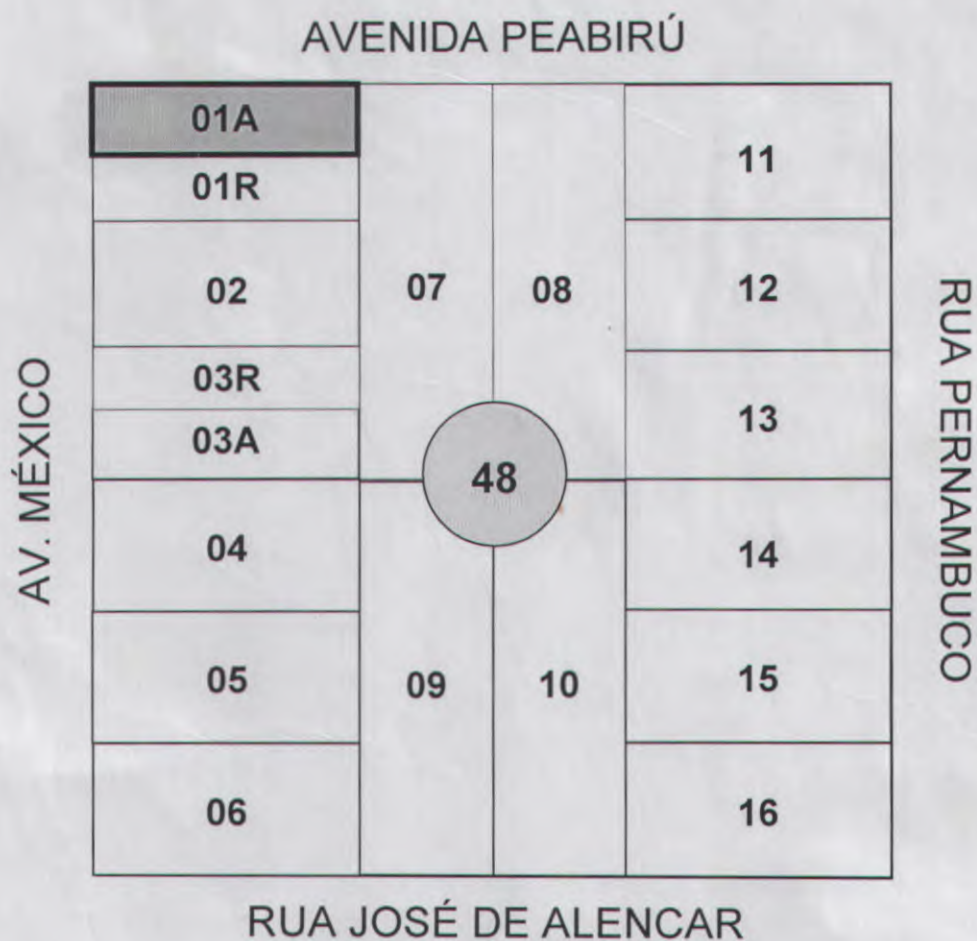 AVENIDA PEABIRÚ
01A
01R
02
03R
03A
04
05
06
07
08
09
10
48
11
12
13
14
15
16
AV. MÉXICO
RUA PERNAMBUCO
RUA JOSÉ DE ALENCAR